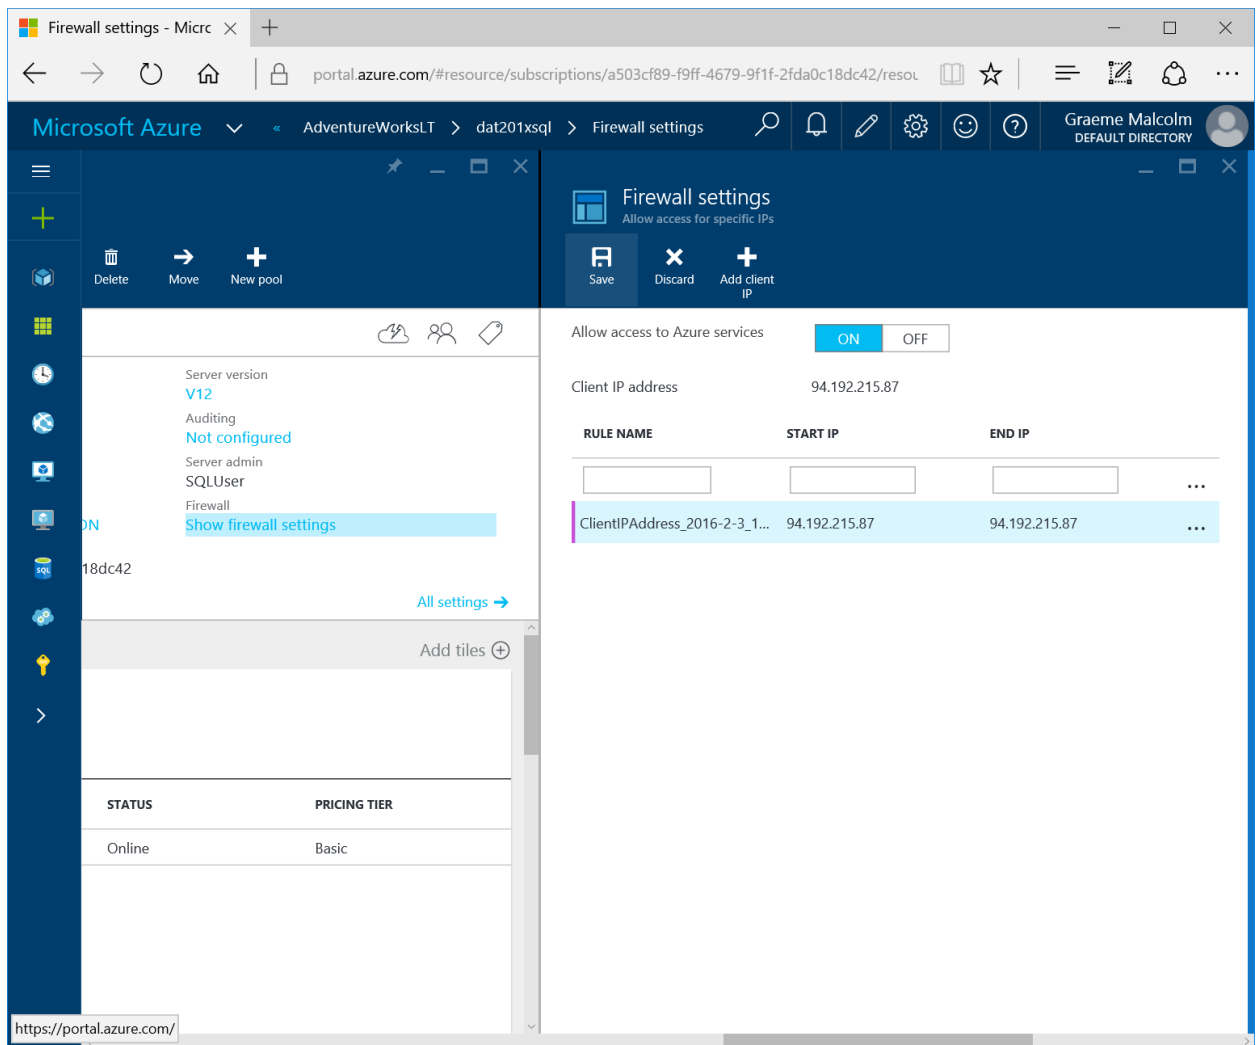 Firewall settings - Micrc
portal.azure.com/#resource/subscriptions/a503cf89-f9ff-4679-9f1f-2fda0c18dc42/resou
Microsoft Azure
« AdventureWorksLT > dat201xsql > Firewall settings
Graeme Malcolm
DEFAULT DIRECTORY
Delete
Move
New pool
Server version
V12
Auditing
Not configured
Server admin
SQLUser
Firewall
ON
Show firewall settings
18dc42
All settings
Add tiles
STATUS
PRICING TIER
Online
Basic
Firewall settings
Allow access for specific IPs
Save
Discard
Add client
IP
Allow access to Azure services
ON
OFF
Client IP address
94.192.215.87
RULE NAME
START IP
END IP
...
ClientIPAddress_2016-2-3_1...
94.192.215.87
94.192.215.87
...
SQL
https://portal.azure.com/